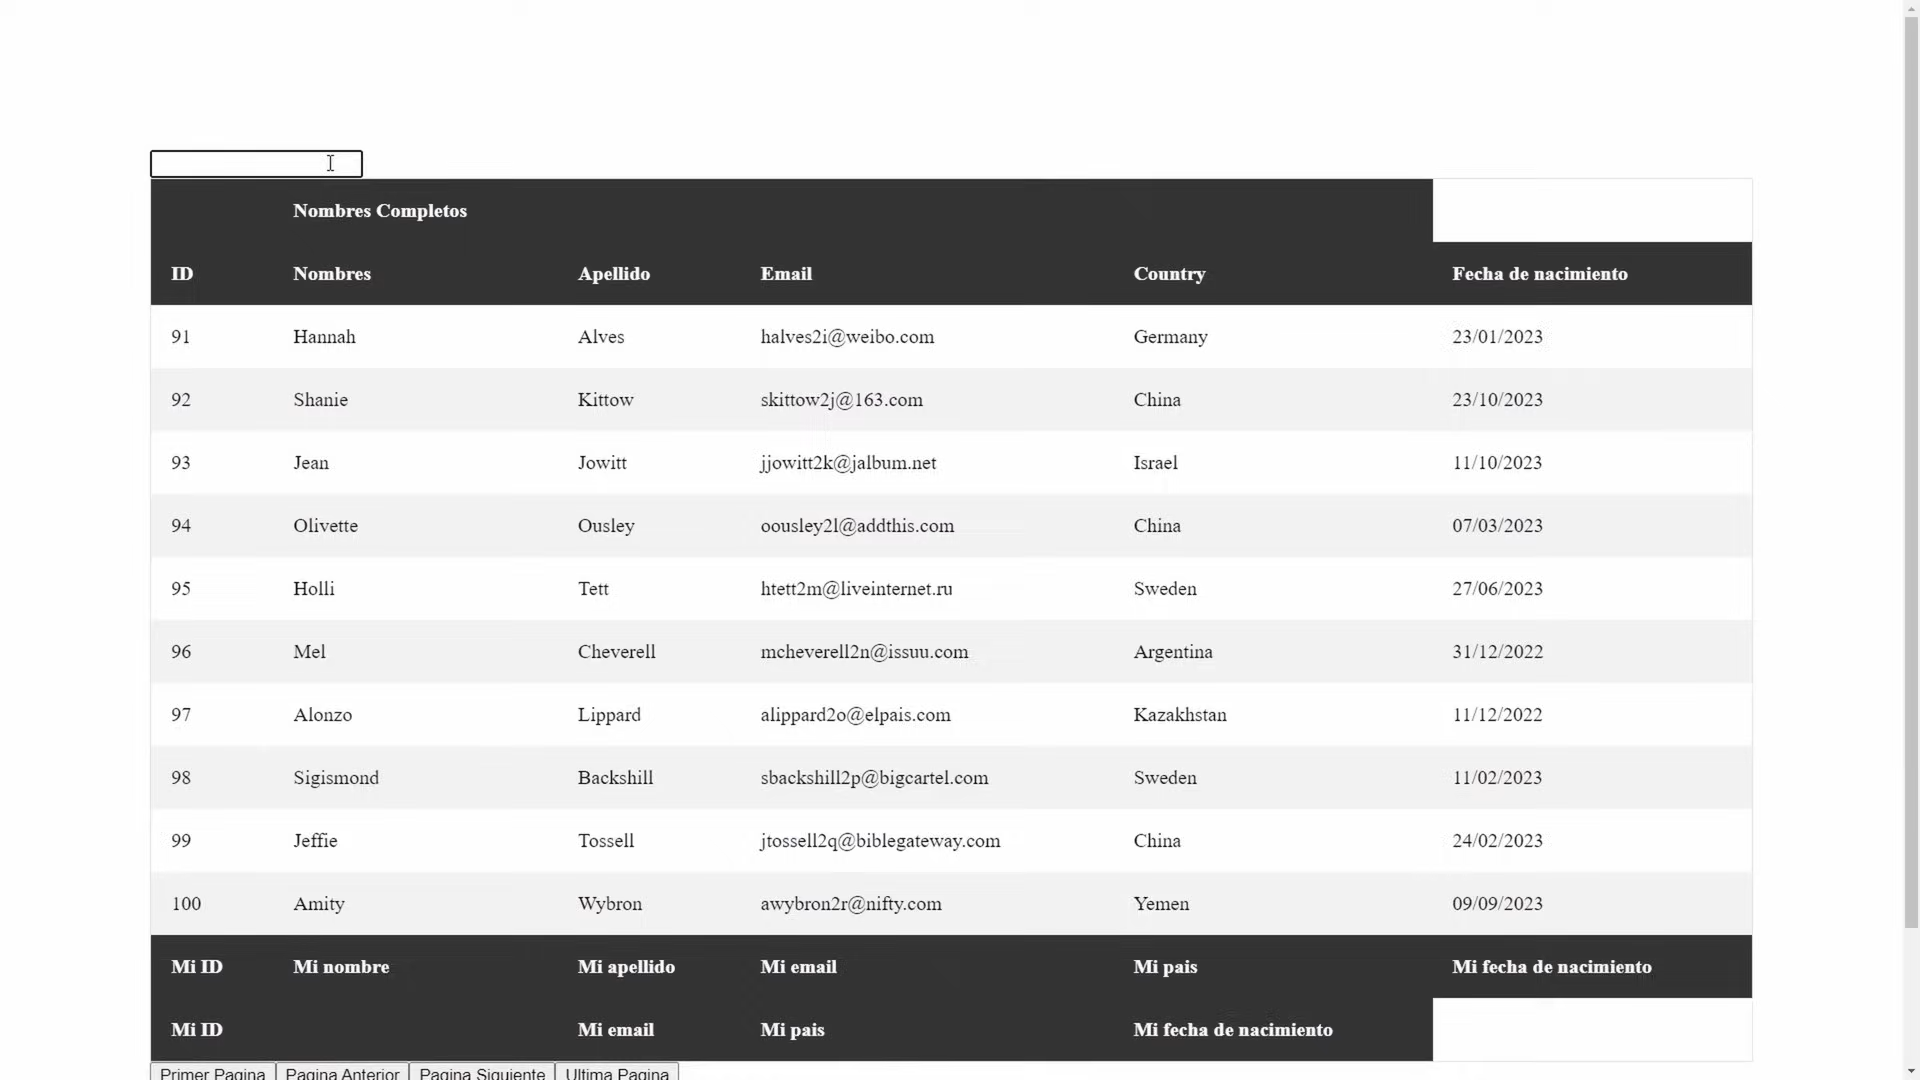 Nombres Completos
ID Nombres Apellido Email Country Fecha de nacimiento
91 Hannah Alves halves2i@weibo.com Germany 23/01/2023
92 Shanie Kittow skittow2j@163.com China 23/10/2023
93 Jean Jowitt jjowitt2k@jalbum.net Israel 11/10/2023
94 Olivette Ousley oousley2l@addthis.com China 07/03/2023
95 Holli Tett htett2m@liveinternet.ru Sweden 27/06/2023
96 Mel Cheverell mcheverell2n@issuu.com Argentina 31/12/2022
97 Alonzo Lippard alippard2o@elpais.com Kazakhstan 11/12/2022
98 Sigismond Backshill sbackshill2p@bigcartel.com Sweden 11/02/2023
99 Jeffie Tossell jtossell2q@biblegateway.com China 24/02/2023
100 Amity Wybron awybron2r@nifty.com Yemen 09/09/2023
Mi ID Mi nombre Mi apellido Mi email Mi pais Mi fecha de nacimiento
Mi ID Mi email Mi pais Mi fecha de nacimiento
Primer Pagina Pagina Anterior Pagina Siguiente Ultima Pagina